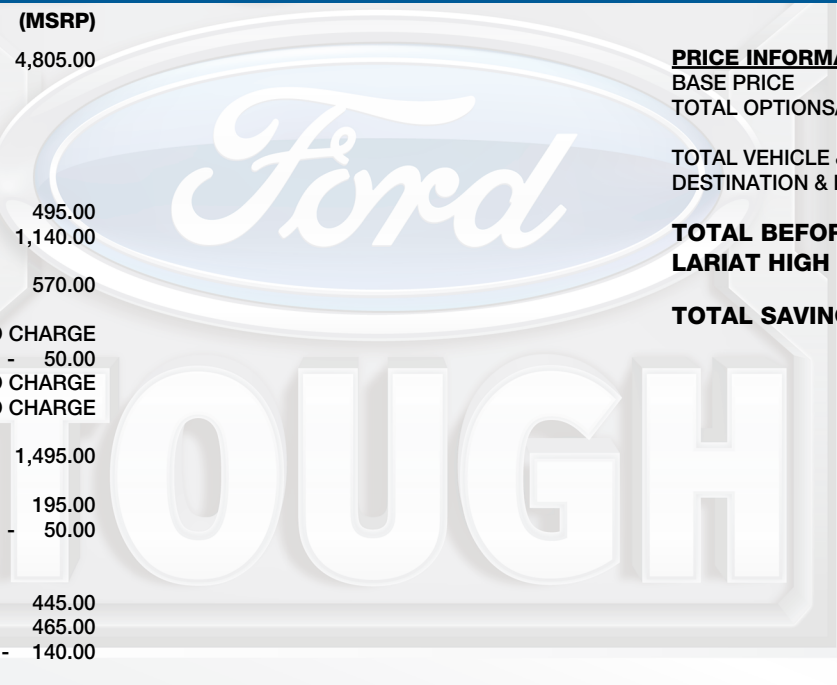 (MSRP)
4,805.00
495.00
1,140.00
570.00
CHARGE
- 50.00
CHARGE
CHARGE
1,495.00
195.00
- 50.00
445.00
465.00
- 140.00
PRICE INFORMA
BASE PRICE
TOTAL OPTIONS/
TOTAL VEHICLE &
DESTINATION &
TOTAL BEFOR
LARIAT HIGH
TOTAL SAVING
Ford
TOUGH